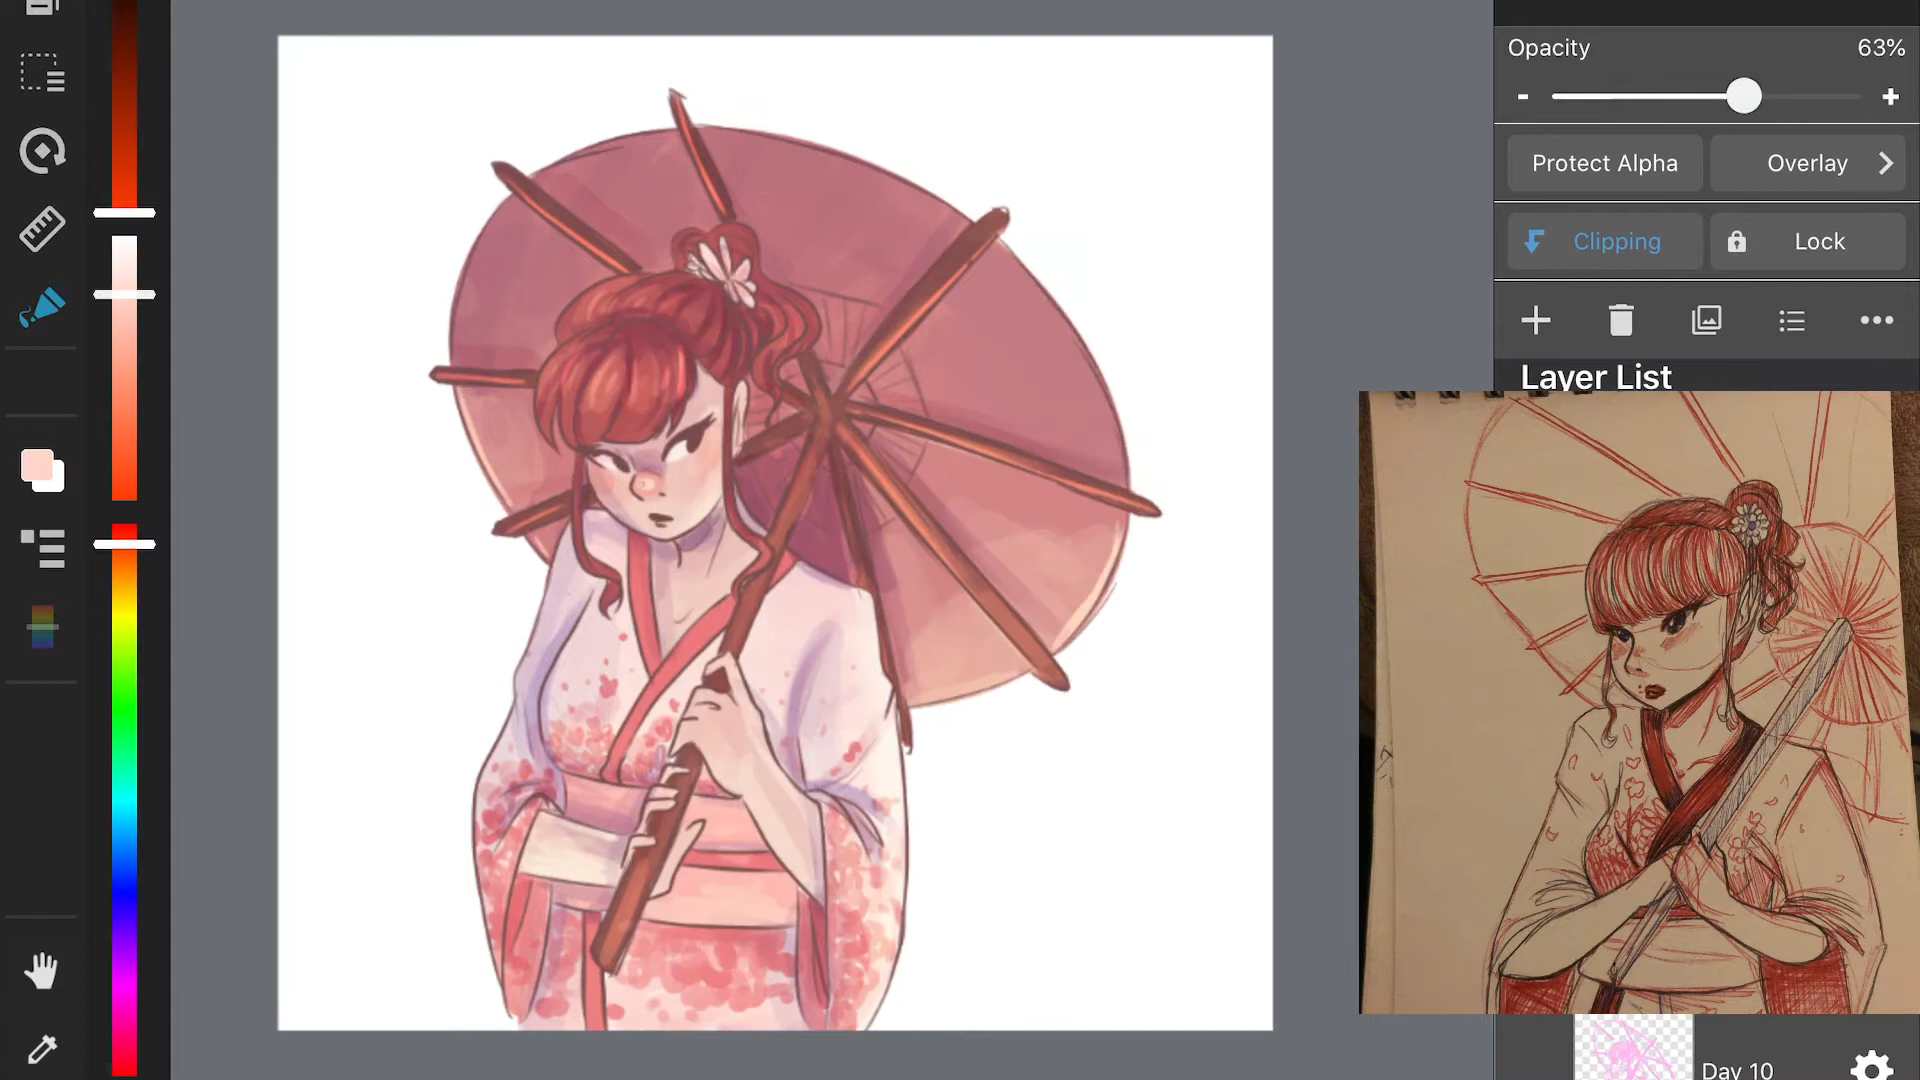 Opacity 63%
- +
Protect Alpha Overlay
Clipping Lock
Layer List
Day 10